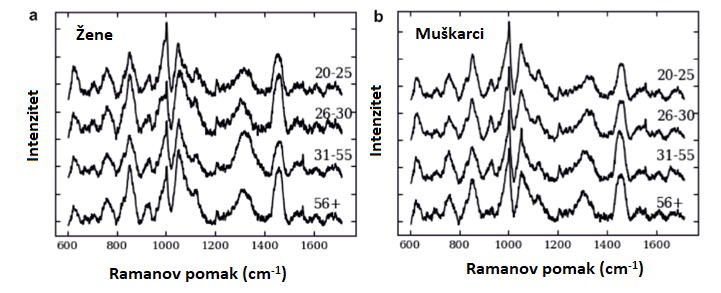 a
Žene
20-25
26-30
31-55
56+
Intenzitet
600 800 1000 1200 1400 1600
Ramanov pomak (cm⁻¹)
b
Muškarci
20-25
26-30
31-55
56+
Intenzitet
600 800 1000 1200 1400 1600
Ramanov pomak (cm⁻¹)